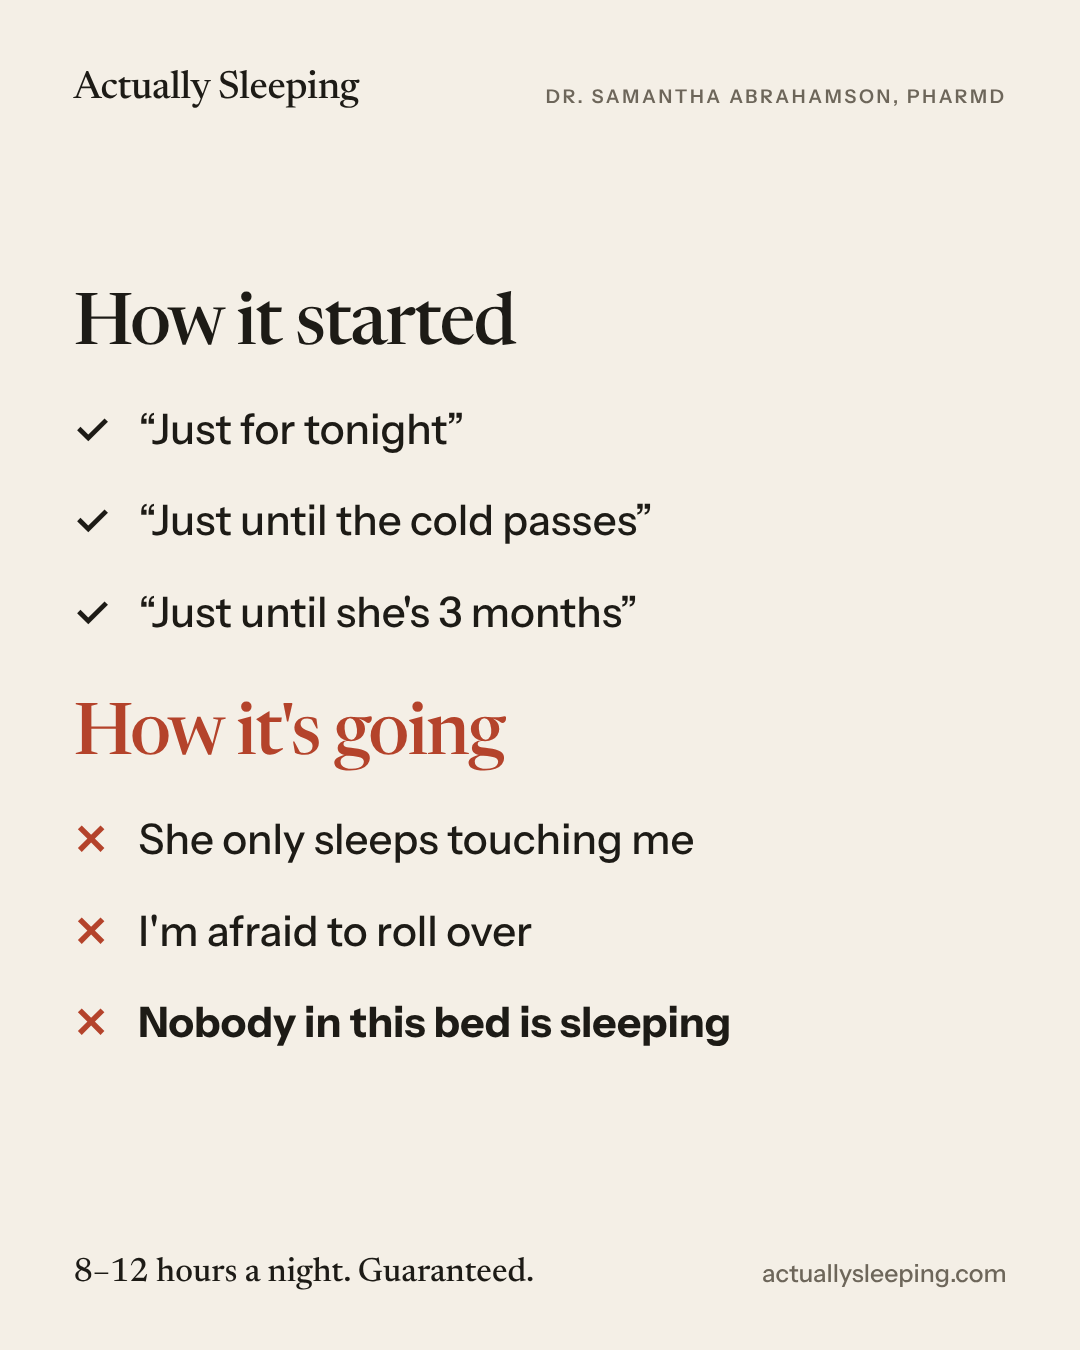 Actually Sleeping
DR. SAMANTHA ABRAHAMSON, PHARMD
How it started
✓ “Just for tonight”
✓ “Just until the cold passes”
✓ “Just until she's 3 months”
How it's going
✕ She only sleeps touching me
✕ I'm afraid to roll over
✕ Nobody in this bed is sleeping
8–12 hours a night. Guaranteed.
actuallysleeping.com